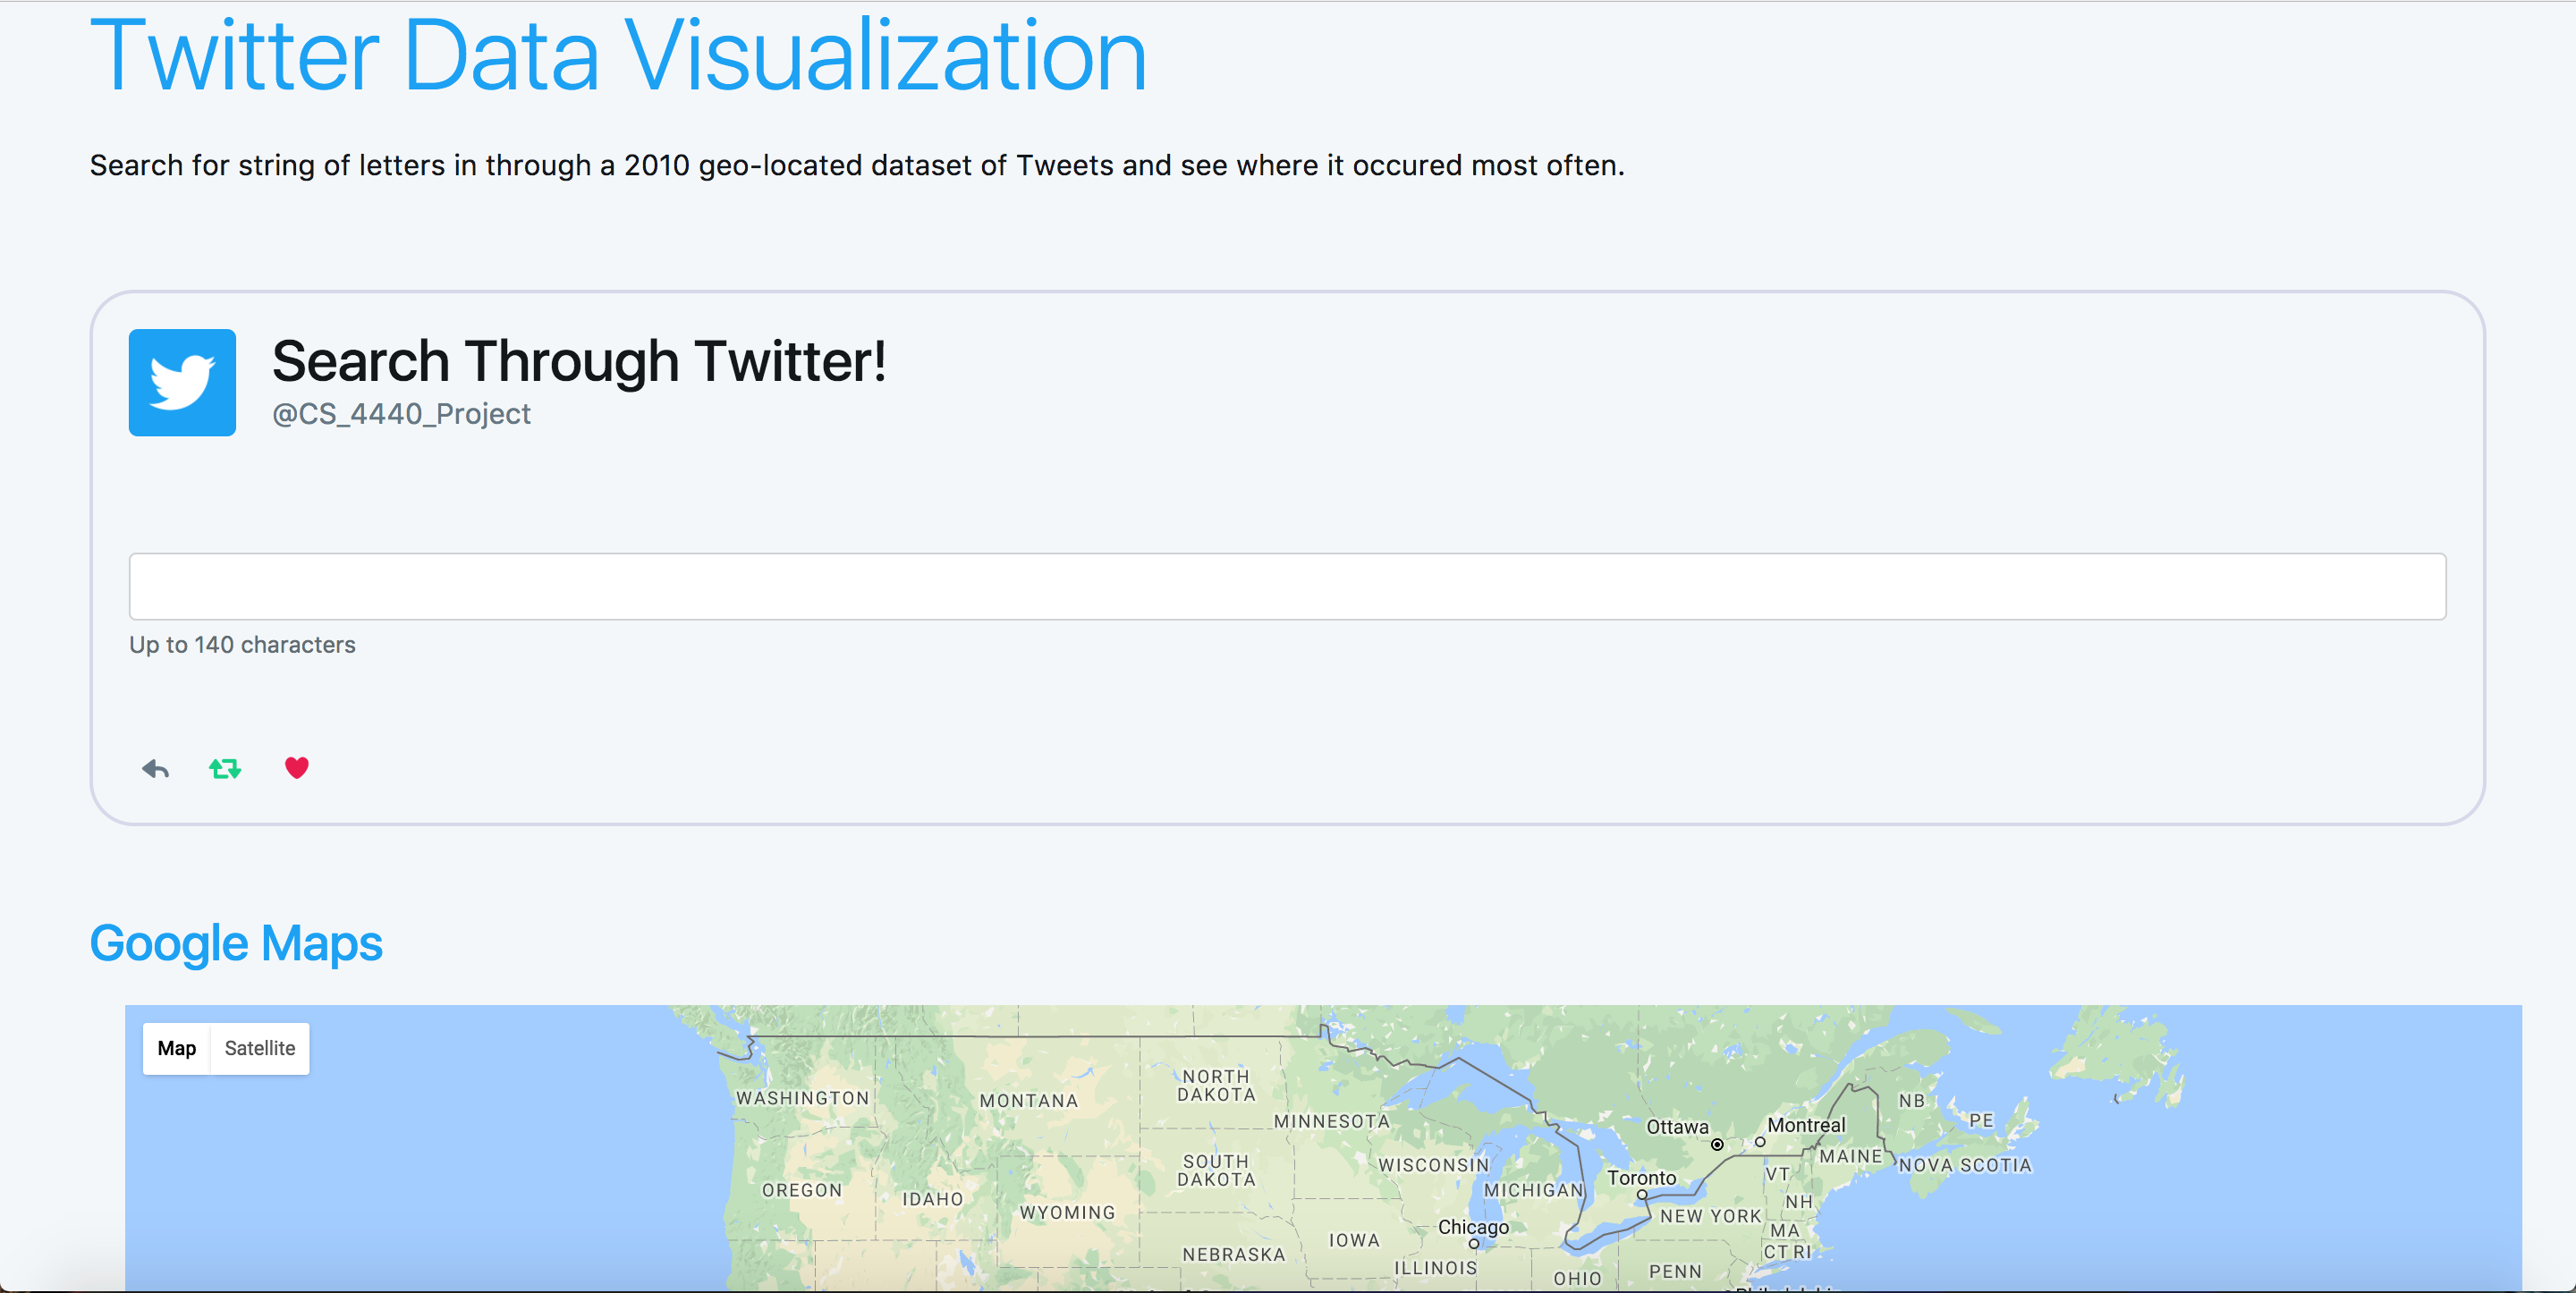 Twitter Data Visualization
Search for string of letters in through a 2010 geo-located dataset of Tweets and see where it occured most often.
Search Through Twitter!
@CS_4440_Project
Up to 140 characters
Google Maps
Map Satellite
WASHINGTON
MONTANA
NORTH
DAKOTA
MINNESOTA
Ottawa
Montreal
NB
PE
SOUTH
DAKOTA
WISCONSIN
MAINE
NOVA SCOTIA
VT
OREGON
IDAHO
MICHIGAN
Toronto
NH
WYOMING
NEW YORK
Chicago
MA
IOWA
CT RI
NEBRASKA
ILLINOIS
OHIO
PENN